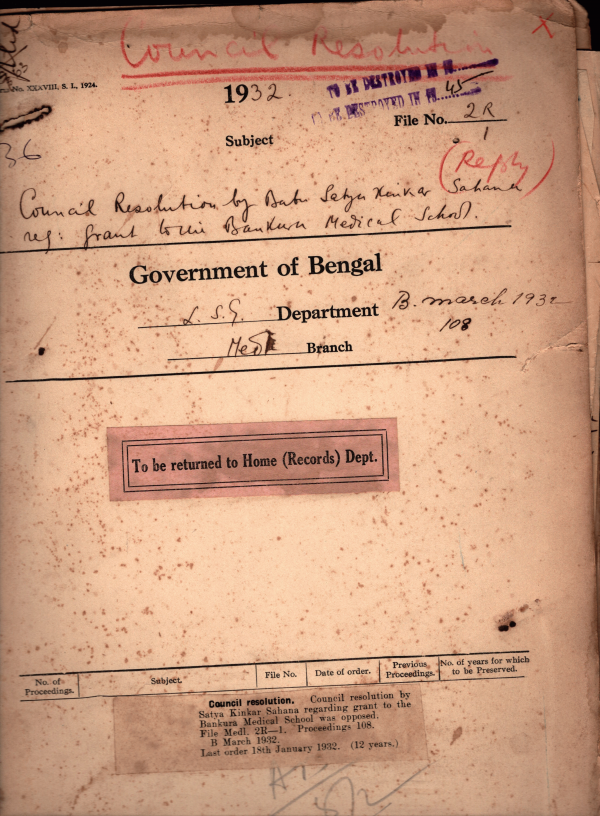 Council Resolution
XXXVIII, S. I., 1924.
1932.
TO BE DESTROYED IN 19 45
TO BE DESTROYED IN 19
File No. 2R
1
Subject
36
(Reply)
Council Resolution by Babu Satya Kinkar Sahana
reg: grant to the Bankura Medical School.
Government of Bengal
L. S. G. Department
B. March 1932
108
Medl Branch
To be returned to Home (Records) Dept.
No. of Proceedings. Subject. File No. Date of order. Previous Proceedings. No. of years for which to be Preserved.
Council resolution. Council resolution by
Satya Kinkar Sahana regarding grant to the
Bankura Medical School was opposed.
File Medl. 2R—1. Proceedings 108.
B March 1932.
Last order 18th January 1932. (12 years.)